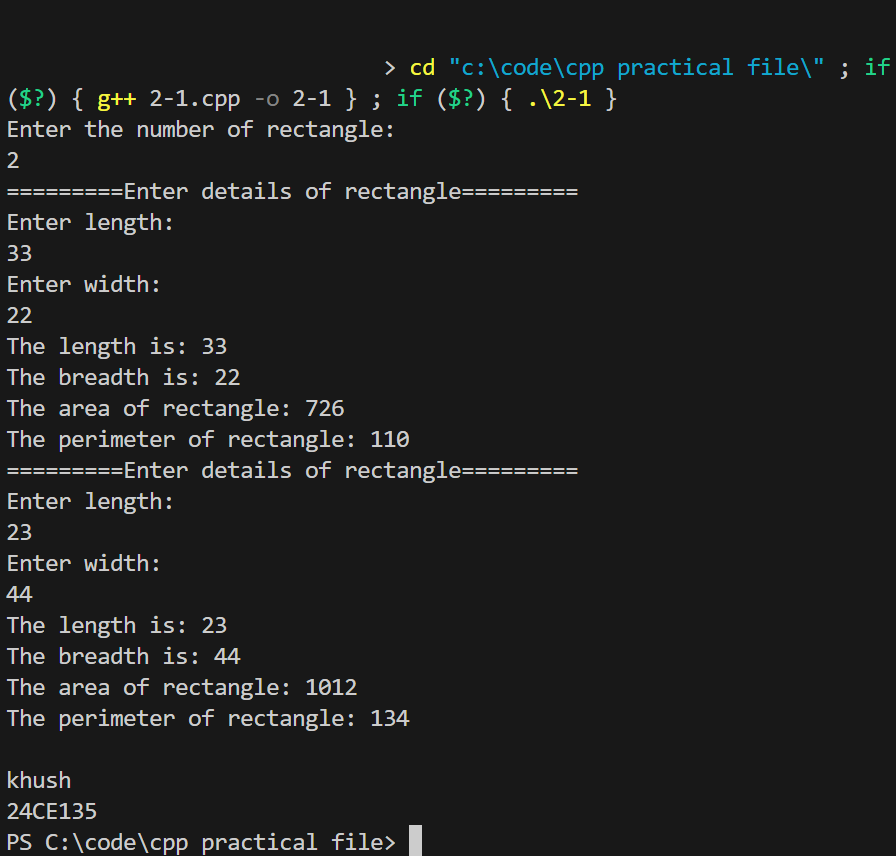 > cd "c:\code\cpp practical file\" ; if
($?) { g++ 2-1.cpp -o 2-1 } ; if ($?) { .\2-1 }
Enter the number of rectangle:
2
=========Enter details of rectangle=========
Enter length:
33
Enter width:
22
The length is: 33
The breadth is: 22
The area of rectangle: 726
The perimeter of rectangle: 110
=========Enter details of rectangle=========
Enter length:
23
Enter width:
44
The length is: 23
The breadth is: 44
The area of rectangle: 1012
The perimeter of rectangle: 134
khush
24CE135
PS C:\code\cpp practical file>